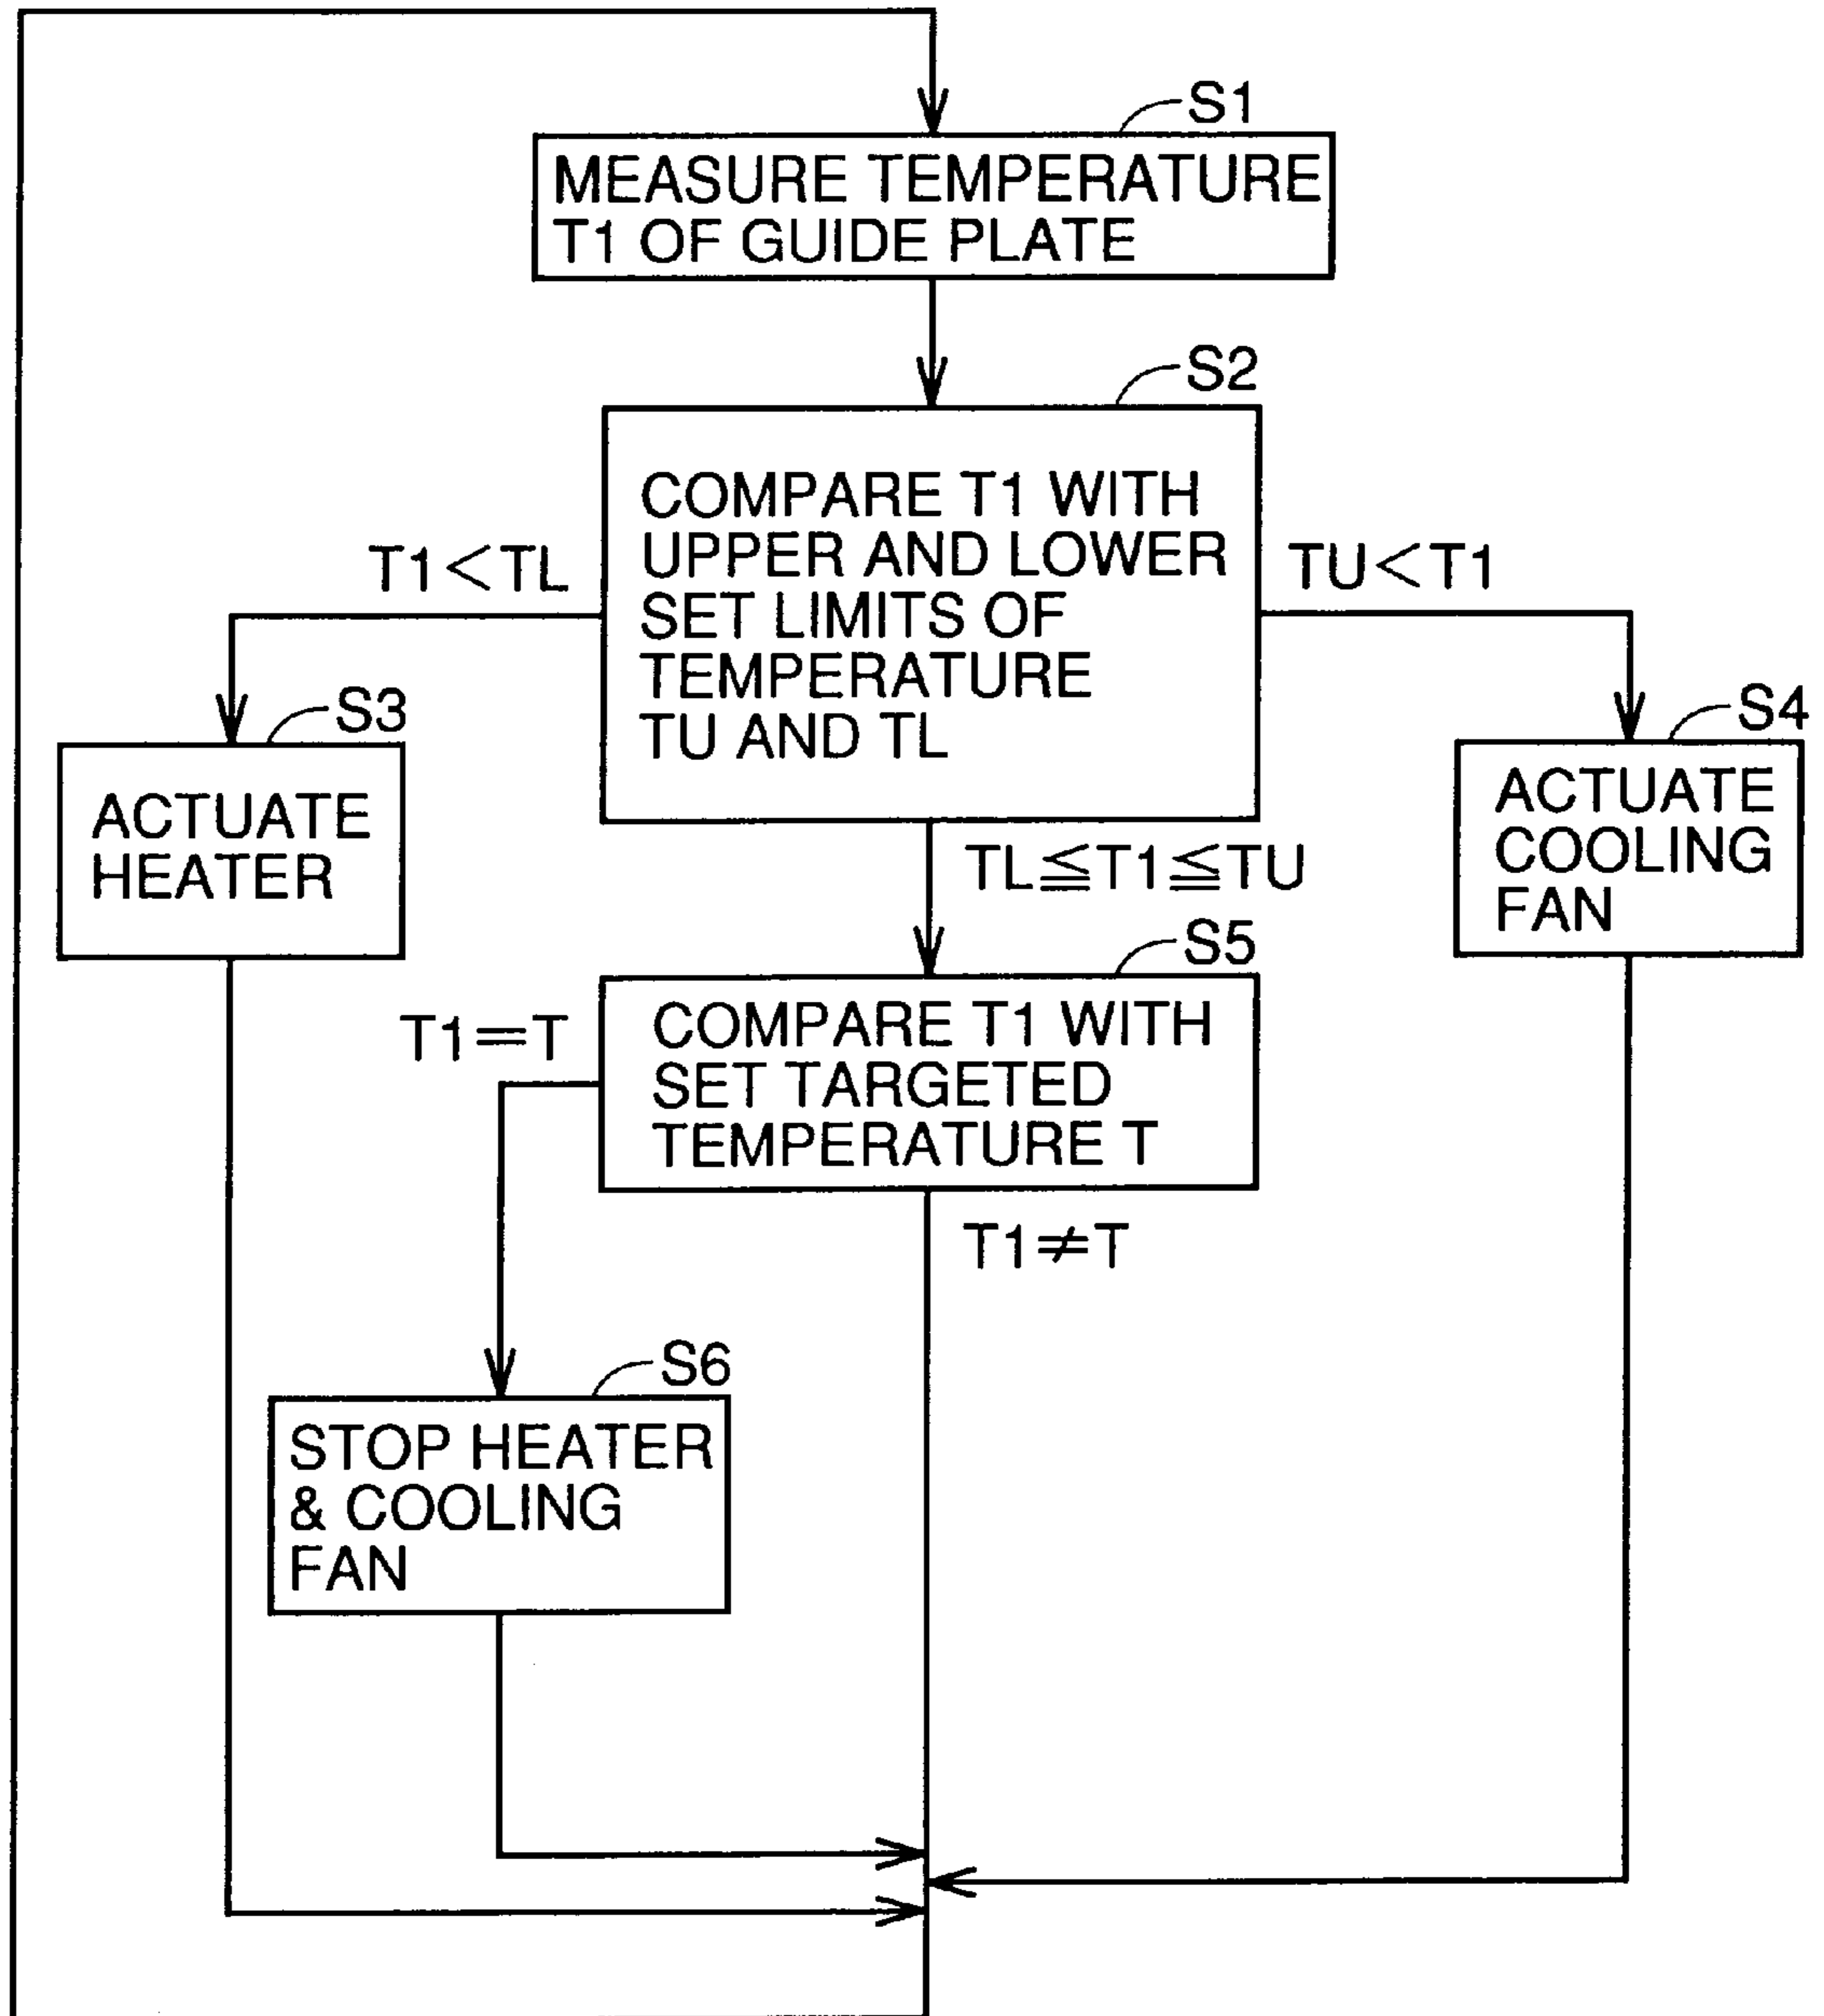 S1
MEASURE TEMPERATURE
T1 OF GUIDE PLATE
S2
COMPARE T1 WITH
UPPER AND LOWER
SET LIMITS OF
TEMPERATURE
TU AND TL
T1<TL
TU<T1
S3
ACTUATE
HEATER
S4
ACTUATE
COOLING
FAN
TL≦T1≦TU
S5
COMPARE T1 WITH
SET TARGETED
TEMPERATURE T
T1=T
T1≠T
S6
STOP HEATER
& COOLING
FAN